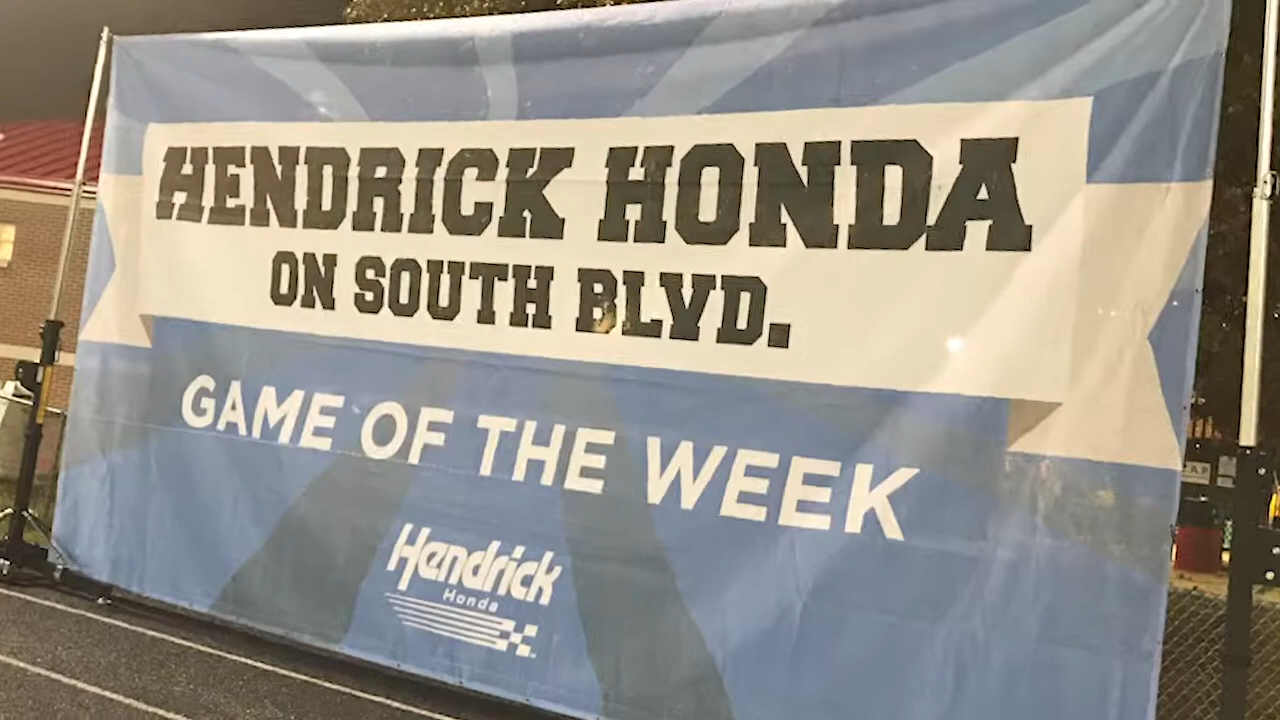 HENDRICK HONDA
ON SOUTH BLVD.
GAME OF THE WEEK
Hendrick
Honda